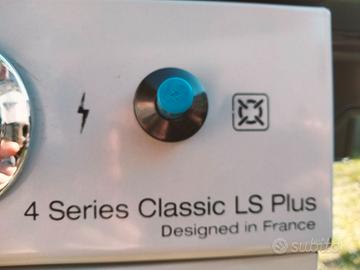 4 Series Classic LS Plus
Designed in France
subito